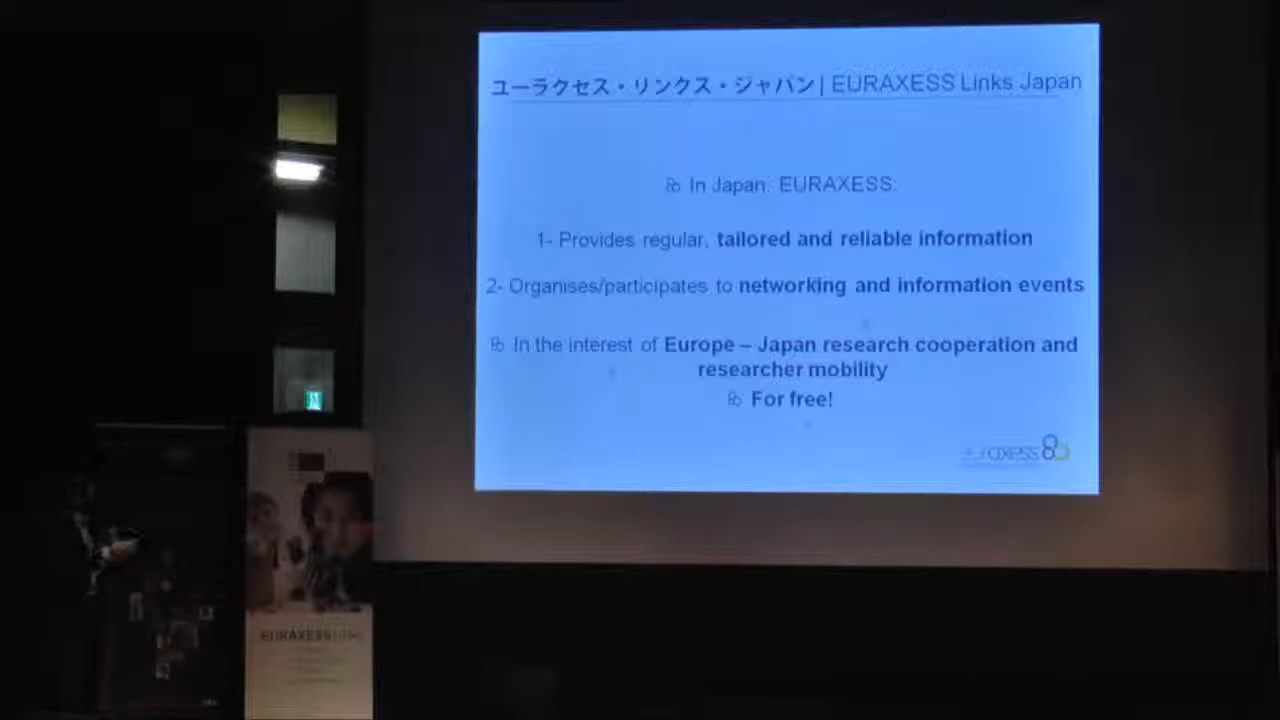 ユーラクセス・リンクス・ジャパン | EURAXESS Links Japan
In Japan: EURAXESS:
1- Provides regular, tailored and reliable information
2- Organises/participates to networking and information events
In the interest of Europe – Japan research cooperation and
researcher mobility
For free!
euraxess
EURAXESS Links